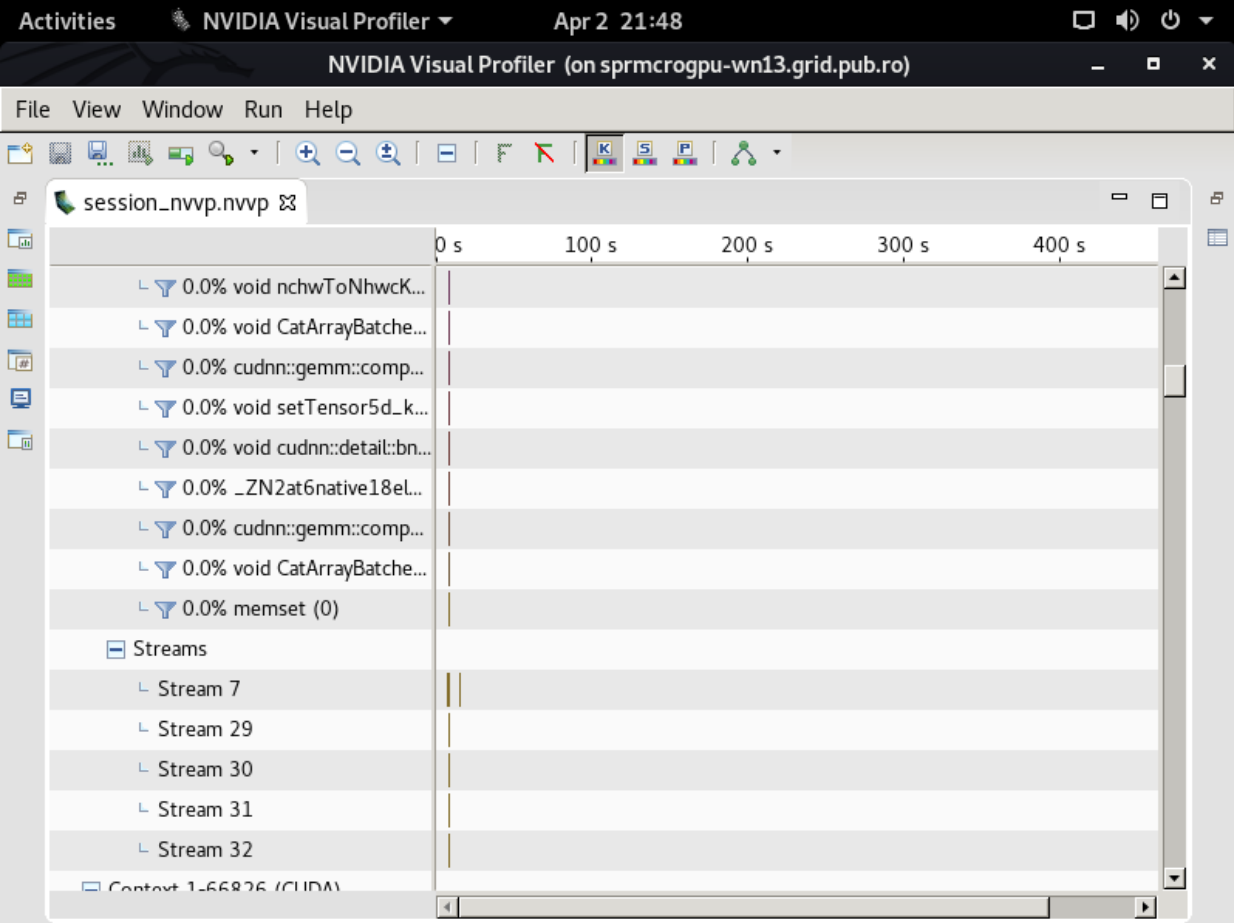 Activities NVIDIA Visual Profiler Apr 2 21:48
NVIDIA Visual Profiler (on sprmcrogpu-wn13.grid.pub.ro)
File View Window Run Help
K S P
session_nvvp.nvvp
0 s 100 s 200 s 300 s 400 s
0.0% void nchwToNhwcK...
0.0% void CatArrayBatche...
0.0% cudnn::gemm::comp...
0.0% void setTensor5d_k...
0.0% void cudnn::detail::bn...
0.0% _ZN2at6native18el...
0.0% cudnn::gemm::comp...
0.0% void CatArrayBatche...
0.0% memset (0)
Streams
Stream 7
Stream 29
Stream 30
Stream 31
Stream 32
Context 1-66826 (CUDA)